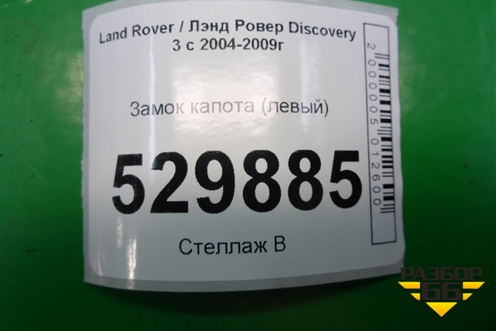 Land Rover / Лэнд Ровер Discovery
3 с 2004-2009г
Замок капота (левый)
529885
Стеллаж В
2000005012600
РАЗБОР
66